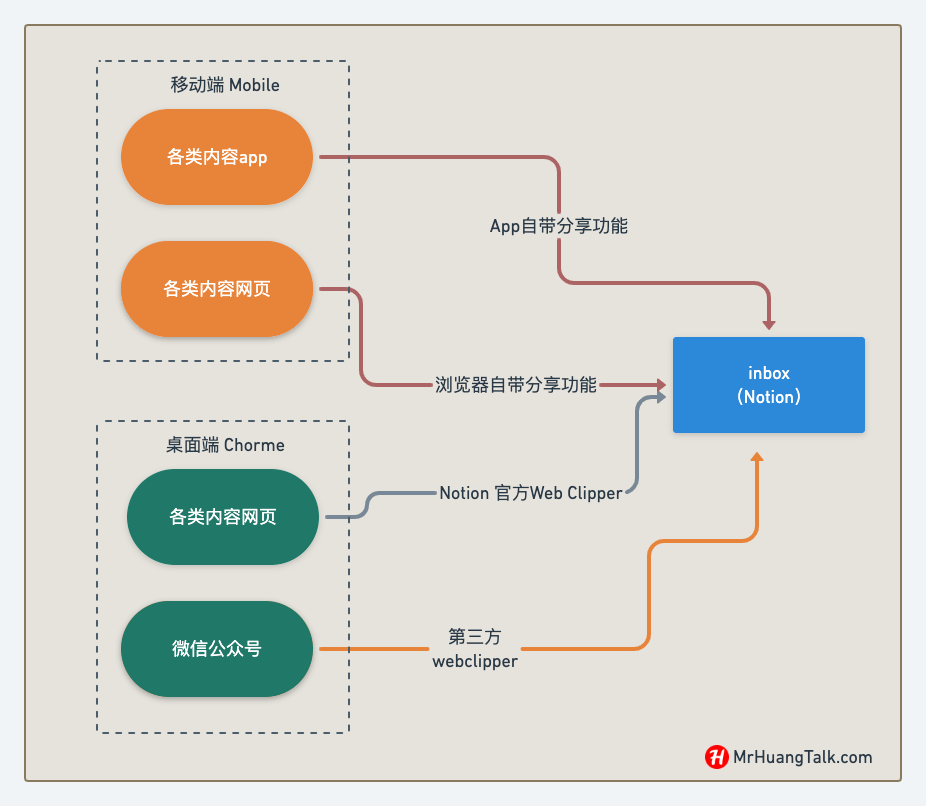 移动端 Mobile
各类内容app
App自带分享功能
各类内容网页
浏览器自带分享功能
inbox
（Notion）
桌面端 Chorme
各类内容网页
Notion 官方Web Clipper
微信公众号
第三方
webclipper
H MrHuangTalk.com